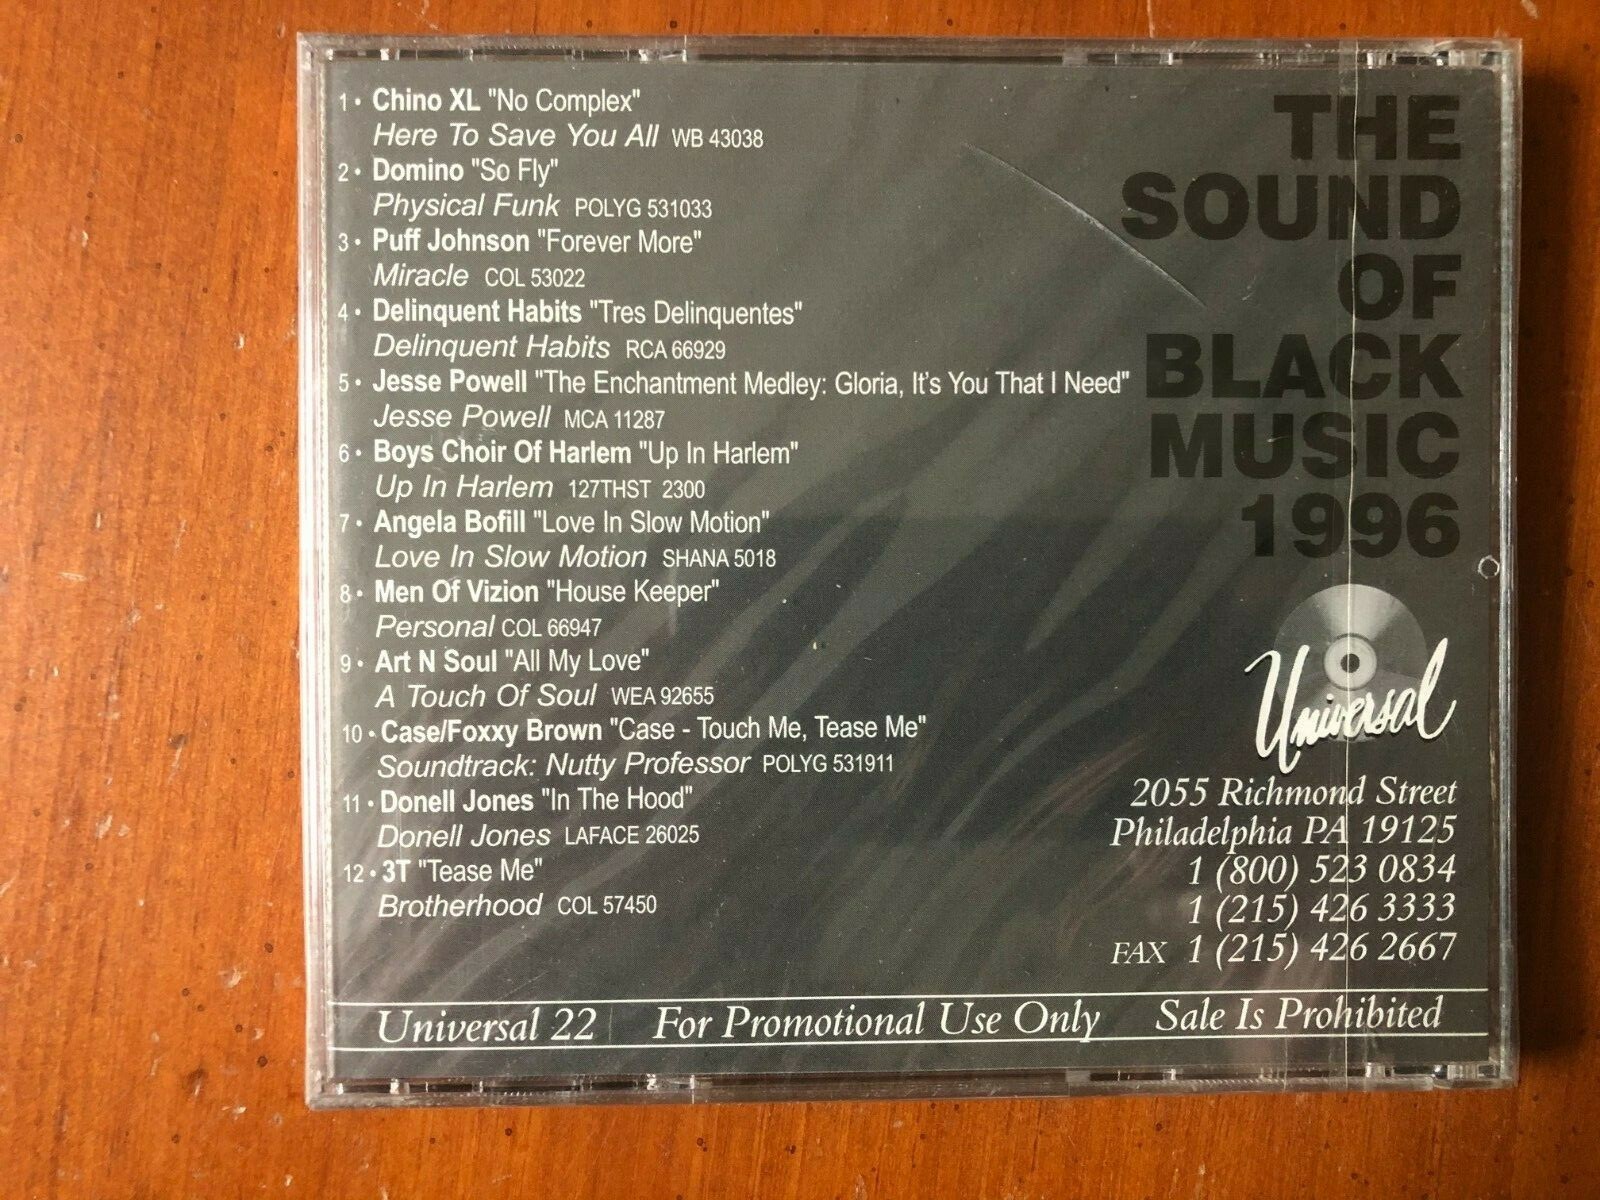 1 • Chino XL "No Complex"
Here To Save You All WB 43038
2 • Domino "So Fly"
Physical Funk POLYG 531033
3 • Puff Johnson "Forever More"
Miracle COL 53022
4 • Delinquent Habits "Tres Delinquentes"
Delinquent Habits RCA 66929
5 • Jesse Powell "The Enchantment Medley: Gloria, It's You That I Need"
Jesse Powell MCA 11287
6 • Boys Choir Of Harlem "Up In Harlem"
Up In Harlem 127THST 2300
7 • Angela Bofill "Love In Slow Motion"
Love In Slow Motion SHANA 5018
8 • Men Of Vizion "House Keeper"
Personal COL 66947
9 • Art N Soul "All My Love"
A Touch Of Soul WEA 92655
10 • Case/Foxxy Brown "Case - Touch Me, Tease Me"
Soundtrack: Nutty Professor POLYG 531911
11 • Donell Jones "In The Hood"
Donell Jones LAFACE 26025
12 • 3T "Tease Me"
Brotherhood COL 57450
THE
SOUND
OF
BLACK
MUSIC
1996
Universal
2055 Richmond Street
Philadelphia PA 19125
1 (800) 523 0834
1 (215) 426 3333
FAX 1 (215) 426 2667
Universal 22 For Promotional Use Only Sale Is Prohibited